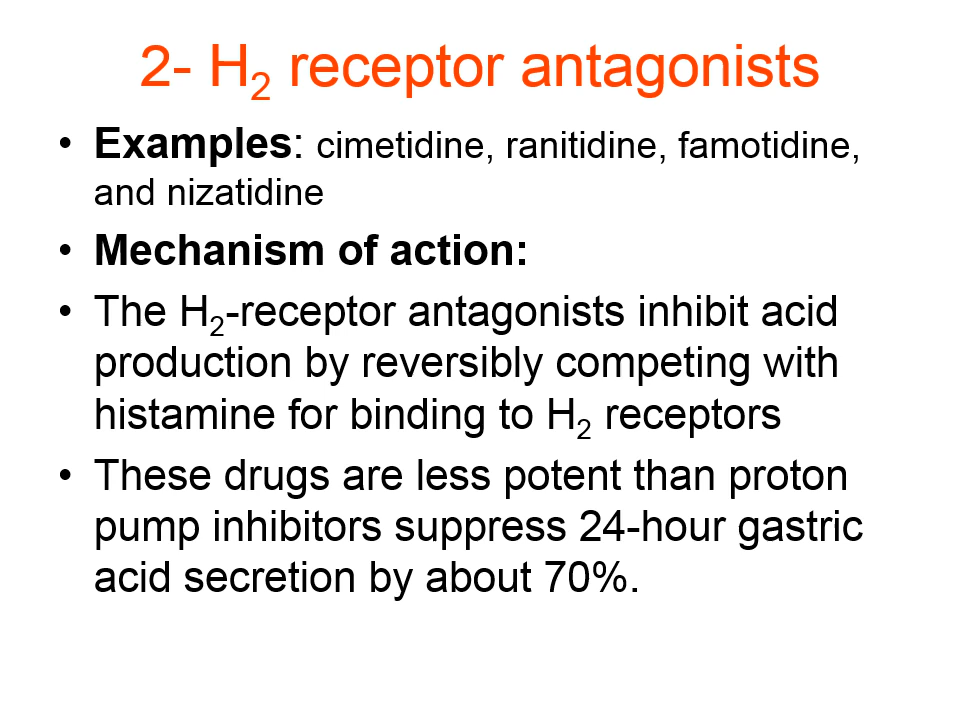 2- H₂ receptor antagonists
• Examples: cimetidine, ranitidine, famotidine,
and nizatidine
• Mechanism of action:
• The H₂-receptor antagonists inhibit acid
production by reversibly competing with
histamine for binding to H₂ receptors
• These drugs are less potent than proton
pump inhibitors suppress 24-hour gastric
acid secretion by about 70%.